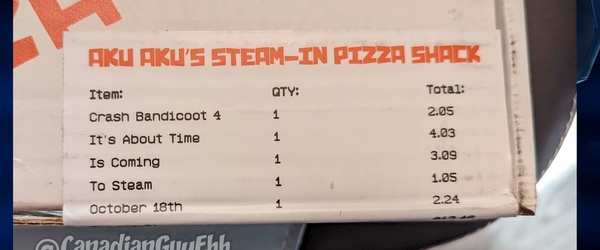 AKU AKU'S STEAM-IN PIZZA SHACK
Item: QTY: Total:
Crash Bandicoot 4 1 2.05
It's About Time 1 4.03
Is Coming 1 3.09
To Steam 1 1.05
October 18th 1 2.24
@CanadianGuyEhh